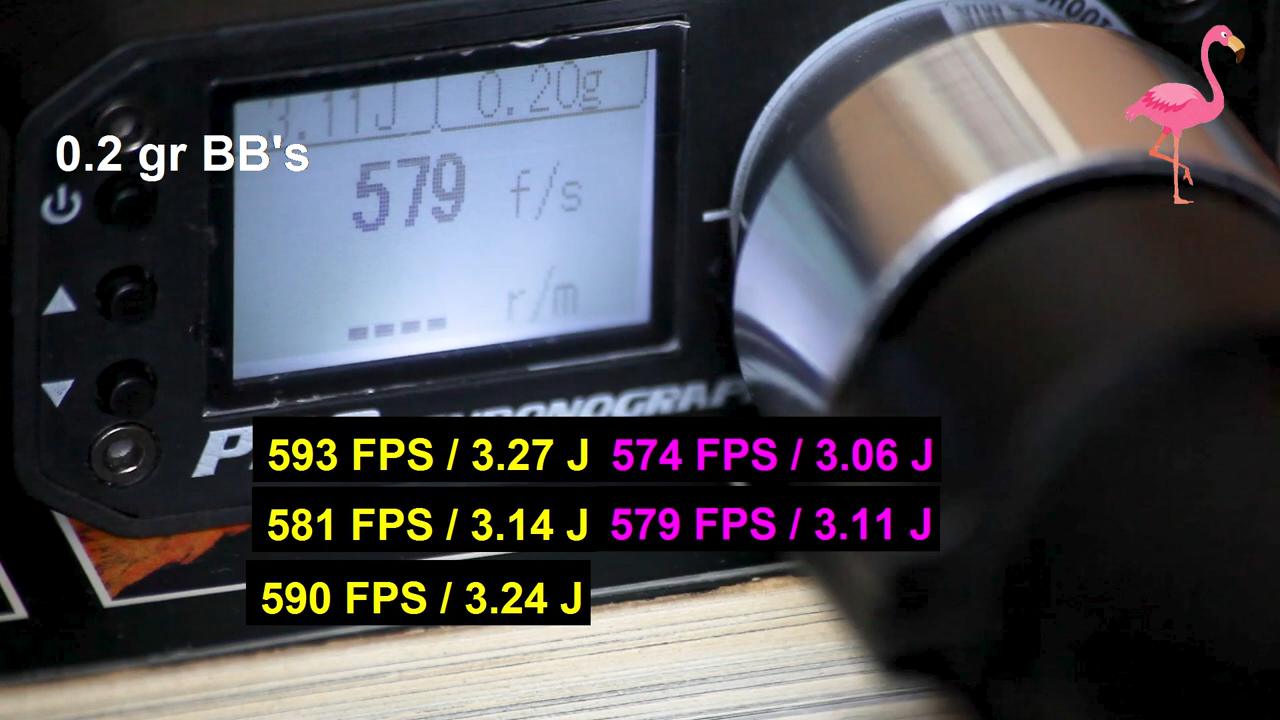 3.11J 0.20g
0.2 gr BB's
579 f/s
r/m
593 FPS / 3.27 J 574 FPS / 3.06 J
581 FPS / 3.14 J 579 FPS / 3.11 J
590 FPS / 3.24 J